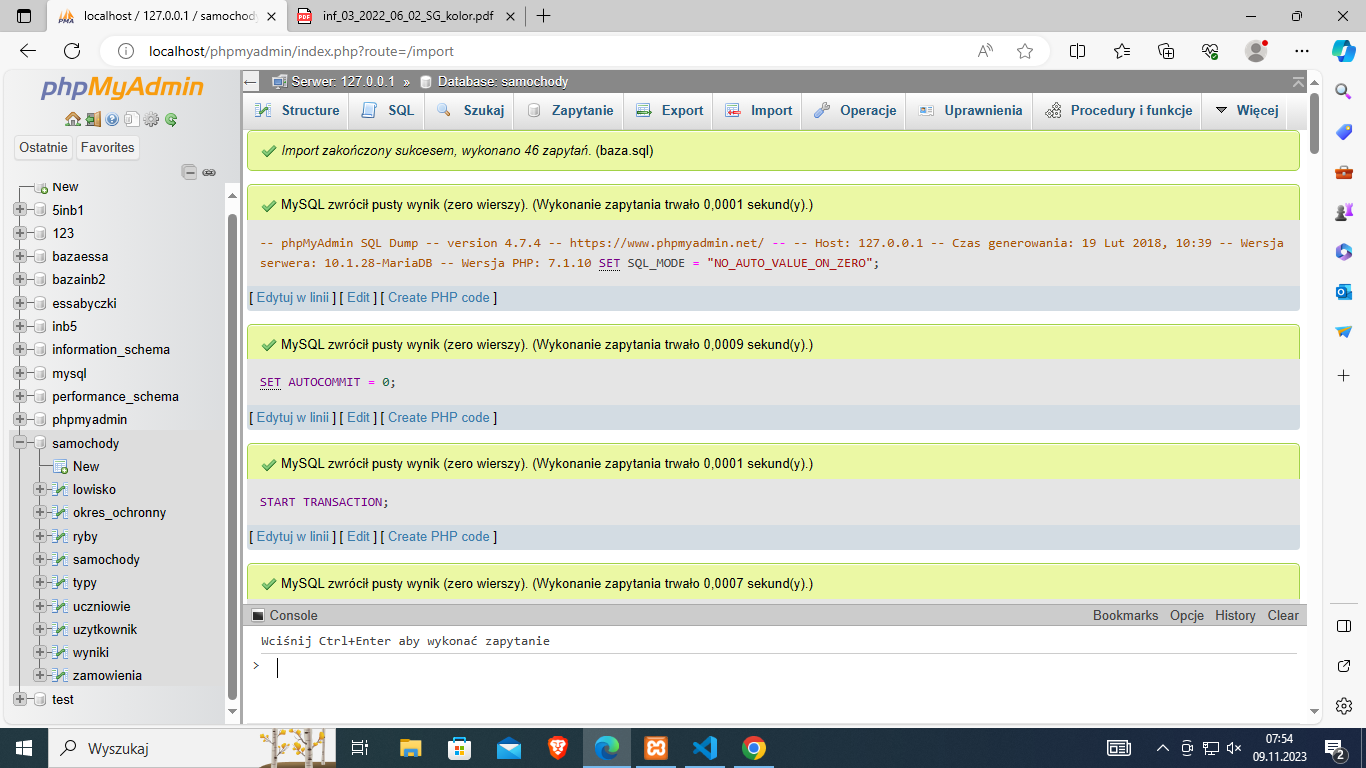 localhost / 127.0.0.1 / samochody
inf_03_2022_06_02_SG_kolor.pdf
localhost/phpmyadmin/index.php?route=/import
phpMyAdmin
Ostatnie Favorites
New
5inb1
123
bazaessa
bazainb2
essabyczki
inb5
information_schema
mysql
performance_schema
phpmyadmin
samochody
New
lowisko
okres_ochronny
ryby
samochody
typy
uczniowie
uzytkownik
wyniki
zamowienia
test
Serwer: 127.0.0.1 » Database: samochody
Structure SQL Szukaj Zapytanie Export Import Operacje Uprawnienia Procedury i funkcje Więcej
Import zakończony sukcesem, wykonano 46 zapytań. (baza.sql)
MySQL zwrócił pusty wynik (zero wierszy). (Wykonanie zapytania trwało 0,0001 sekund(y).)
-- phpMyAdmin SQL Dump -- version 4.7.4 -- https://www.phpmyadmin.net/ -- -- Host: 127.0.0.1 -- Czas generowania: 19 Lut 2018, 10:39 -- Wersja
serwera: 10.1.28-MariaDB -- Wersja PHP: 7.1.10 SET SQL_MODE = "NO_AUTO_VALUE_ON_ZERO";
[ Edytuj w linii ] [ Edit ] [ Create PHP code ]
MySQL zwrócił pusty wynik (zero wierszy). (Wykonanie zapytania trwało 0,0009 sekund(y).)
SET AUTOCOMMIT = 0;
[ Edytuj w linii ] [ Edit ] [ Create PHP code ]
MySQL zwrócił pusty wynik (zero wierszy). (Wykonanie zapytania trwało 0,0001 sekund(y).)
START TRANSACTION;
[ Edytuj w linii ] [ Edit ] [ Create PHP code ]
MySQL zwrócił pusty wynik (zero wierszy). (Wykonanie zapytania trwało 0,0007 sekund(y).)
Console Bookmarks Opcje History Clear
Wciśnij Ctrl+Enter aby wykonać zapytanie
>
Wyszukaj
07:54
09.11.2023
2